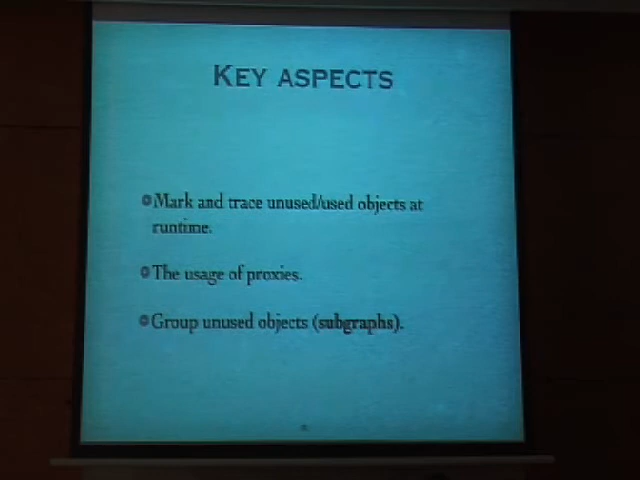 KEY ASPECTS
Mark and trace unused/used objects at
runtime.
The usage of proxies.
Group unused objects (subgraphs).